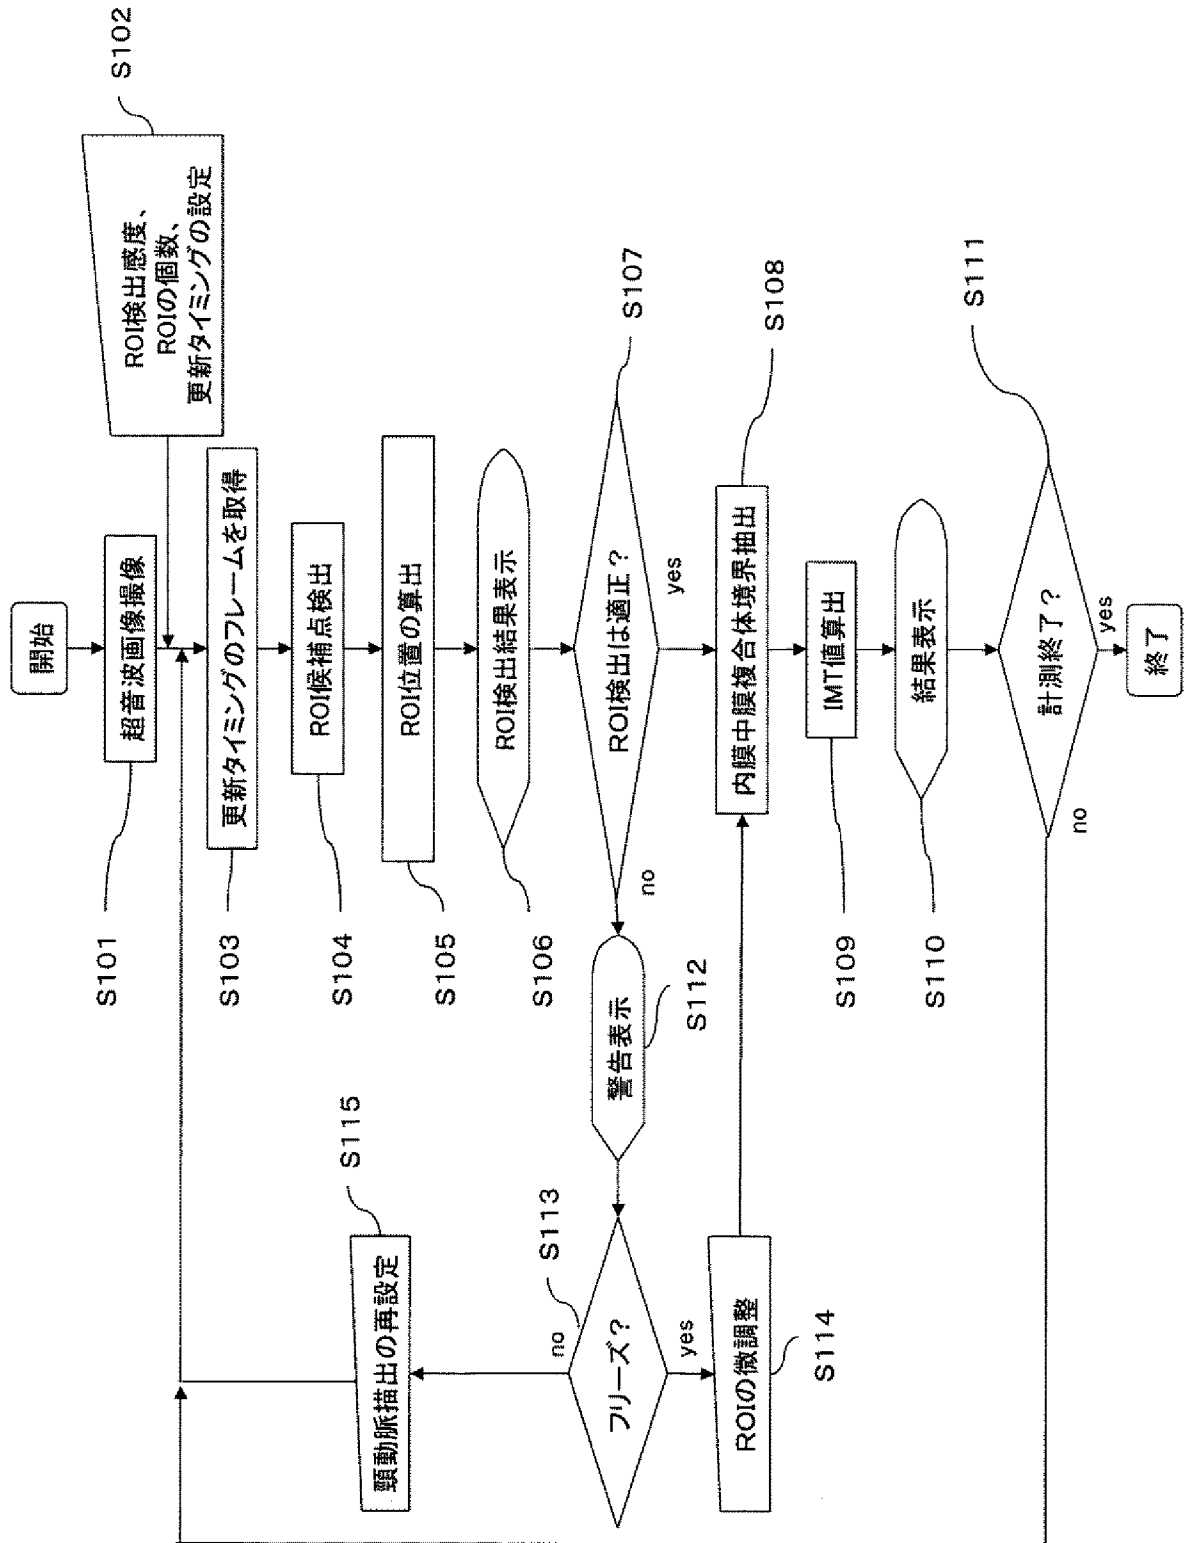 開始
超音波画像撮像
S101
ROI検出感度、
ROIの個数、
更新タイミングの設定
S102
更新タイミングのフレームを取得
S103
ROI候補点検出
S104
ROI位置の算出
S105
ROI検出結果表示
S106
ROI検出は適正？
S107
yes
no
内膜中膜複合体境界抽出
S108
IMT値算出
S109
結果表示
S110
計測終了？
S111
yes
no
終了
警告表示
S112
フリーズ？
S113
no
yes
ROIの微調整
S114
頸動脈描出の再設定
S115